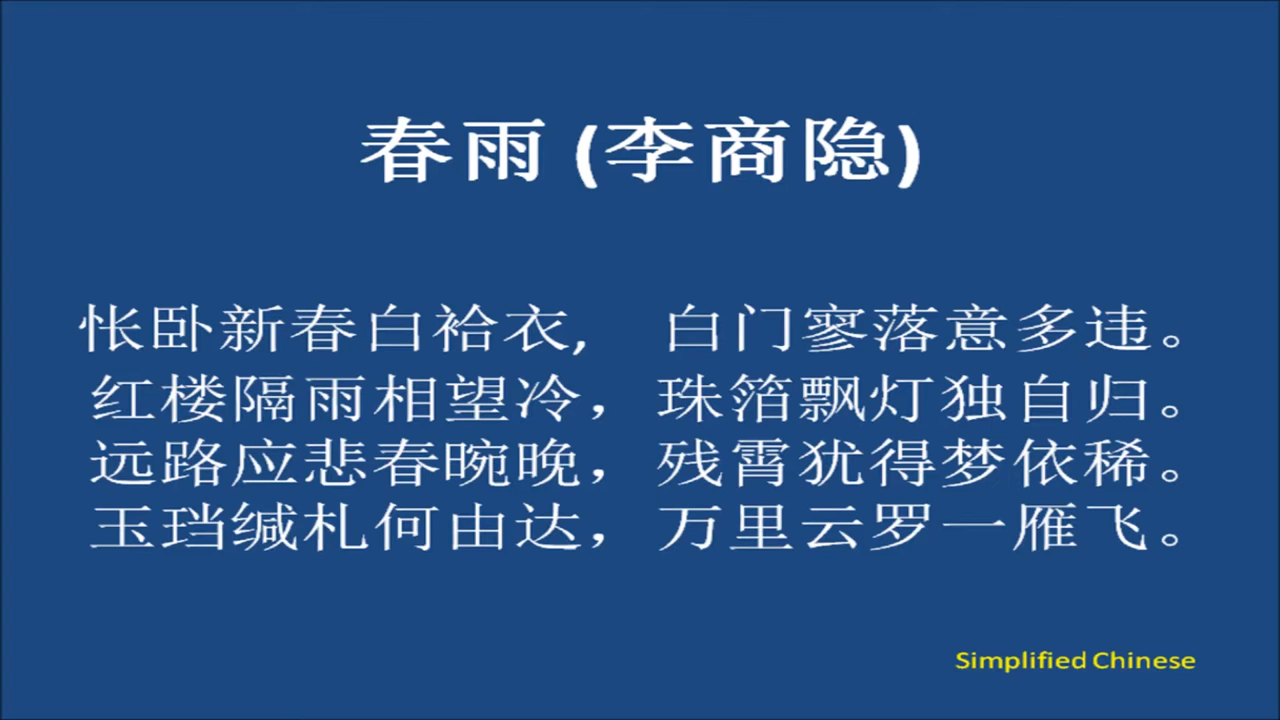 春雨 (李商隐)
怅卧新春白袷衣, 白门寥落意多违。
红楼隔雨相望冷，珠箔飘灯独自归。
远路应悲春晼晚，残霄犹得梦依稀。
玉珰缄札何由达，万里云罗一雁飞。
Simplified Chinese